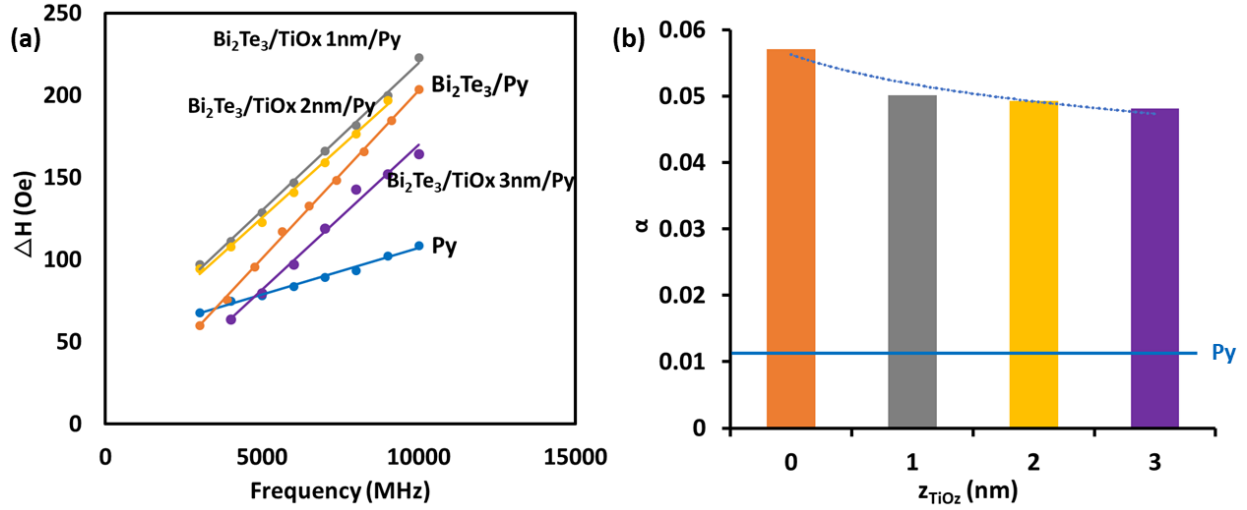 (a)
△H (Oe)
250
200
150
100
50
0
Bi₂Te₃/TiOx 1nm/Py
Bi₂Te₃/Py
Bi₂Te₃/TiOx 2nm/Py
Bi₂Te₃/TiOx 3nm/Py
Py
0 5000 10000 15000
Frequency (MHz)
(b)
α
0.06
0.05
0.04
0.03
0.02
0.01
0
Py
0 1 2 3
z_TiOz (nm)